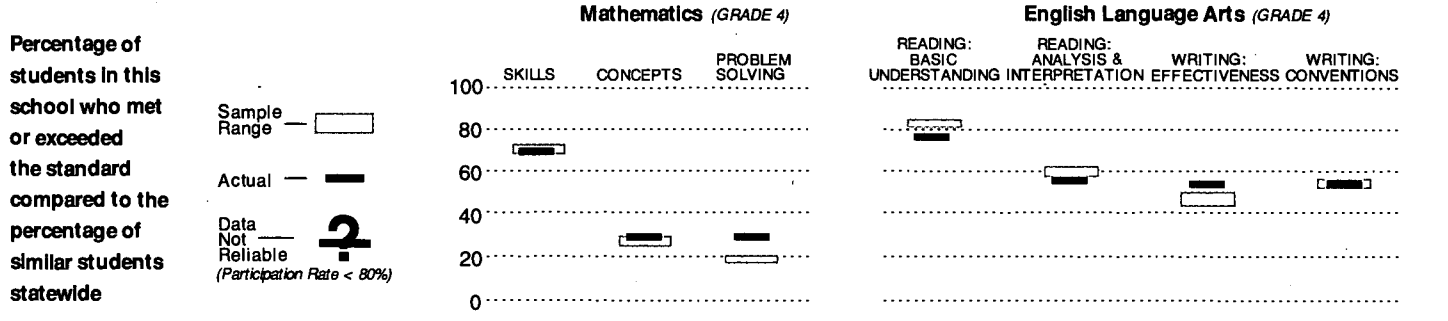 Mathematics (GRADE 4)
English Language Arts (GRADE 4)
Percentage of
students in this
school who met
or exceeded
the standard
compared to the
percentage of
similar students
statewide
Sample
Range
Actual
Data
Not
Reliable
?
(Participation Rate < 80%)
SKILLS
CONCEPTS
PROBLEM
SOLVING
READING:
BASIC
UNDERSTANDING
READING:
ANALYSIS &
INTERPRETATION
WRITING:
EFFECTIVENESS
WRITING:
CONVENTIONS
100
80
60
40
20
0